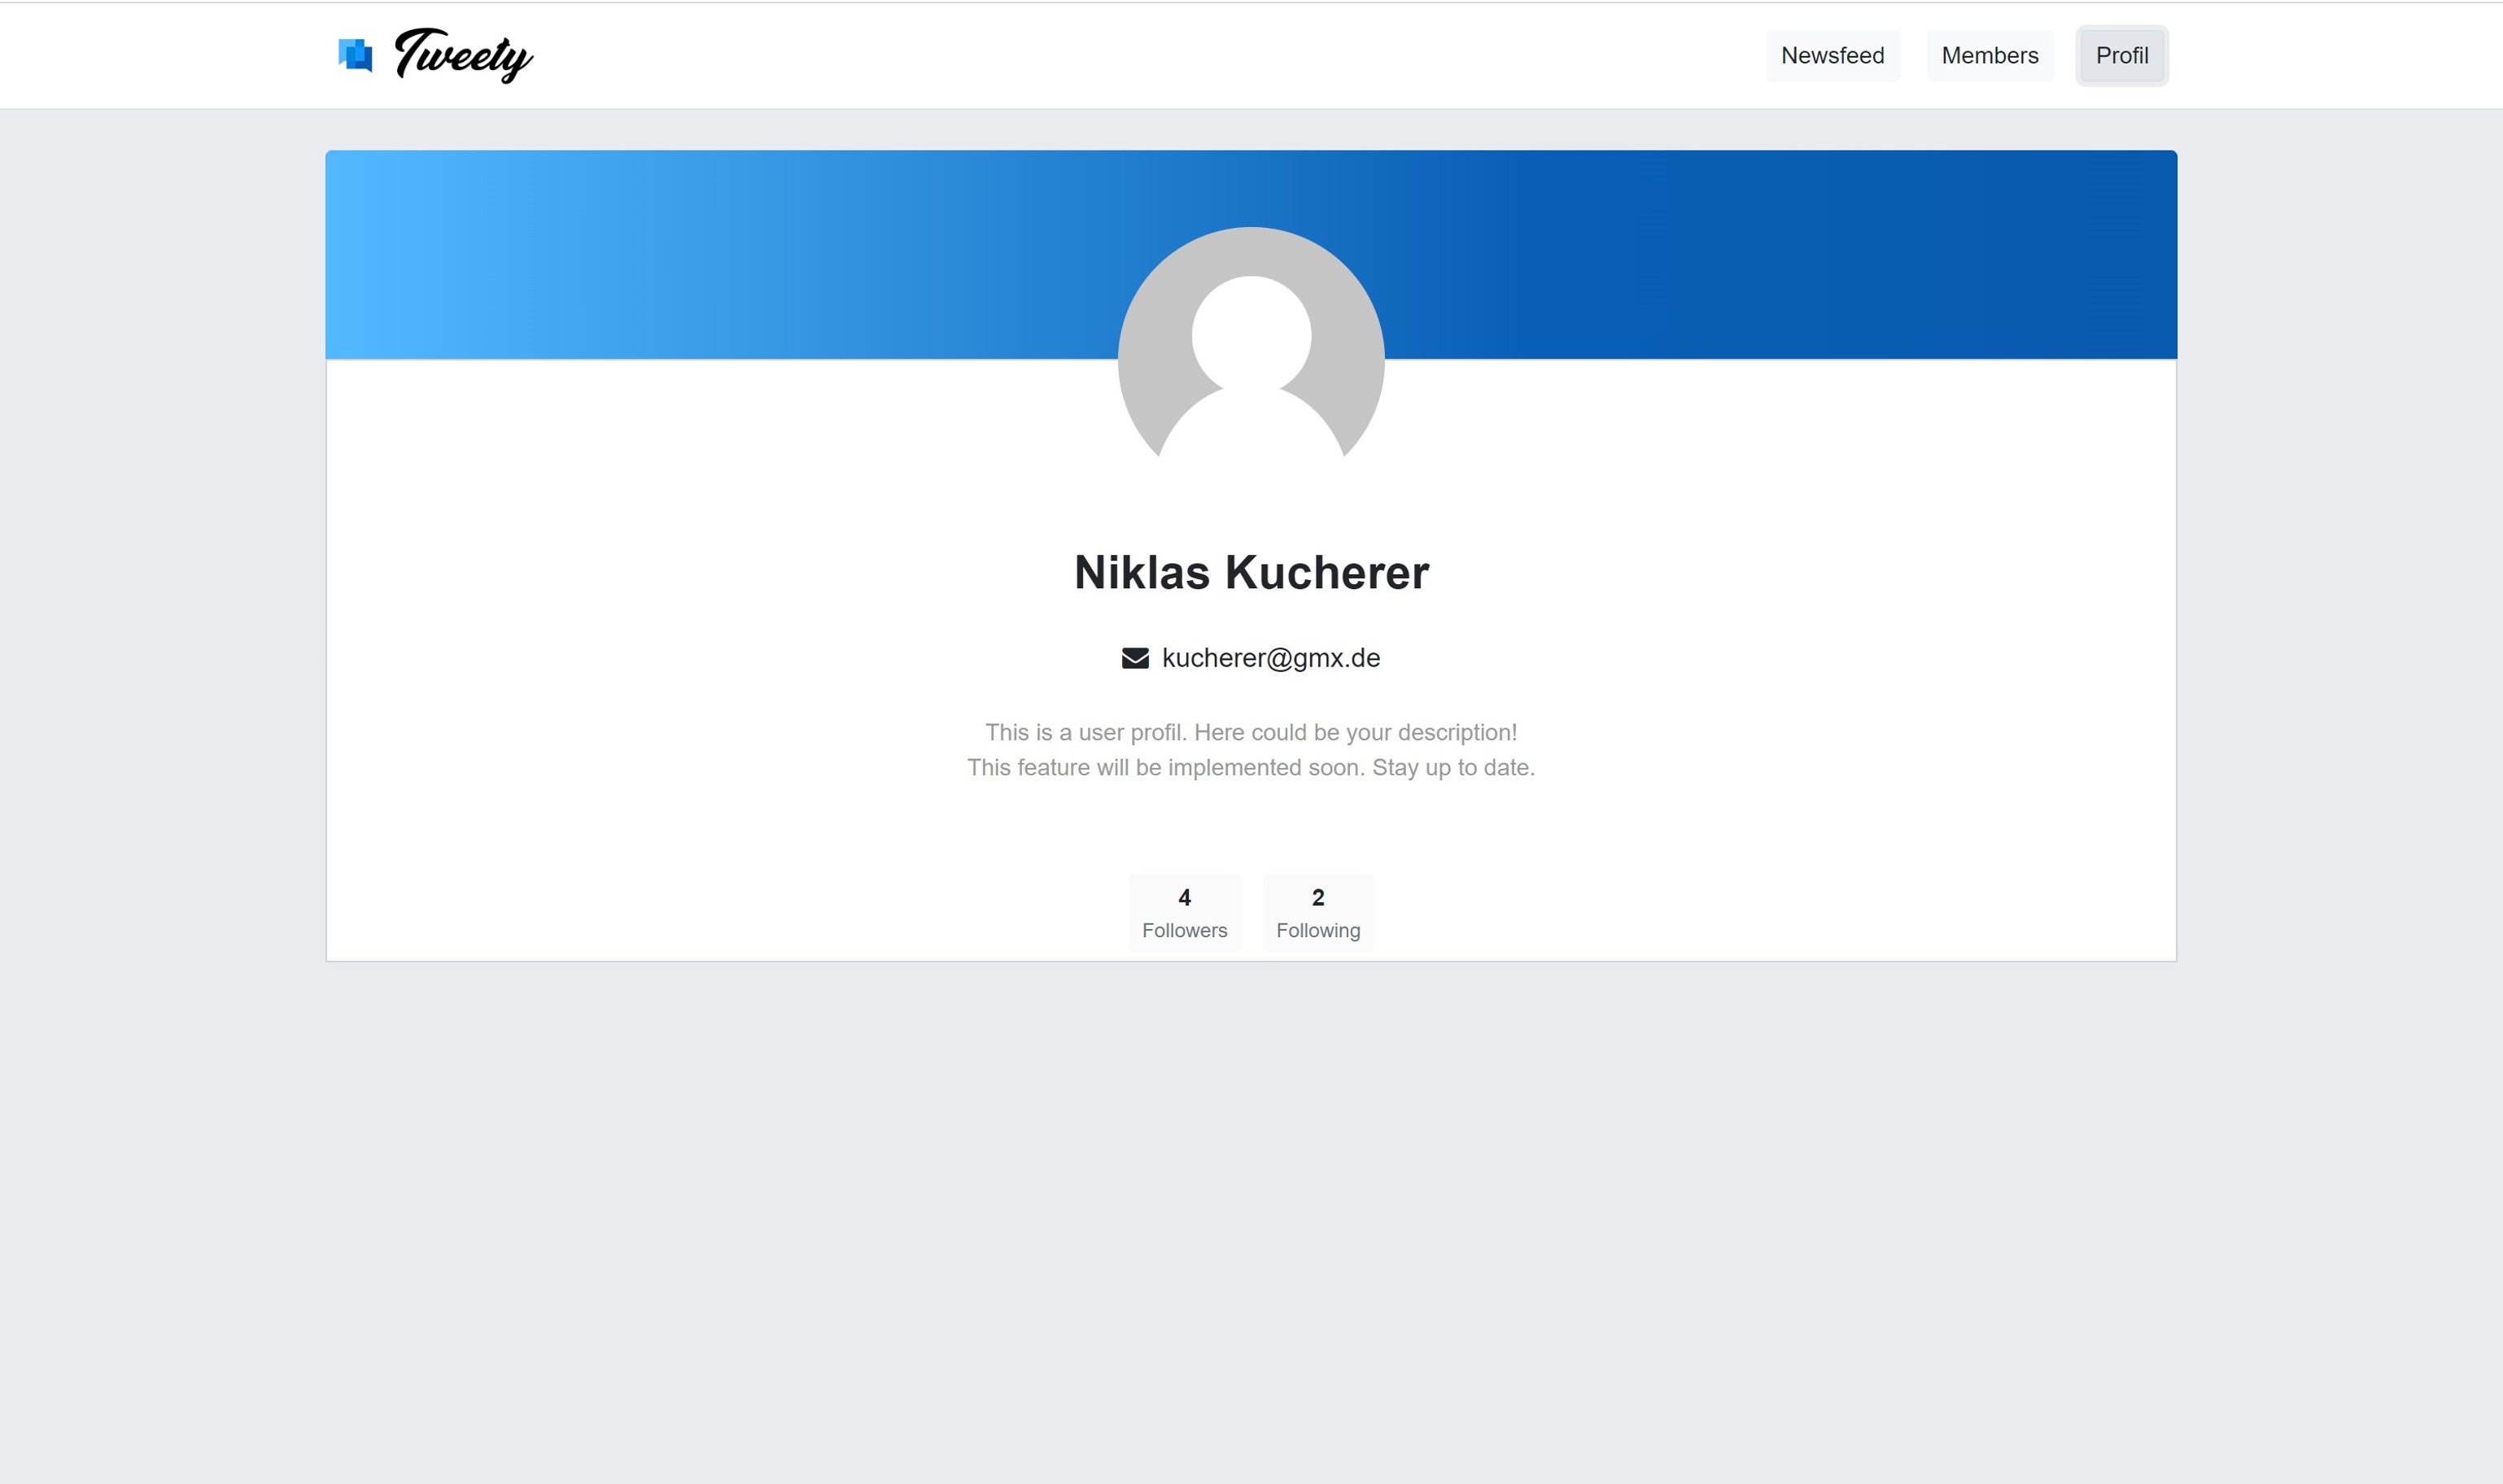 Tweety
Newsfeed
Members
Profil
Niklas Kucherer
kucherer@gmx.de
This is a user profil. Here could be your description!
This feature will be implemented soon. Stay up to date.
4
Followers
2
Following